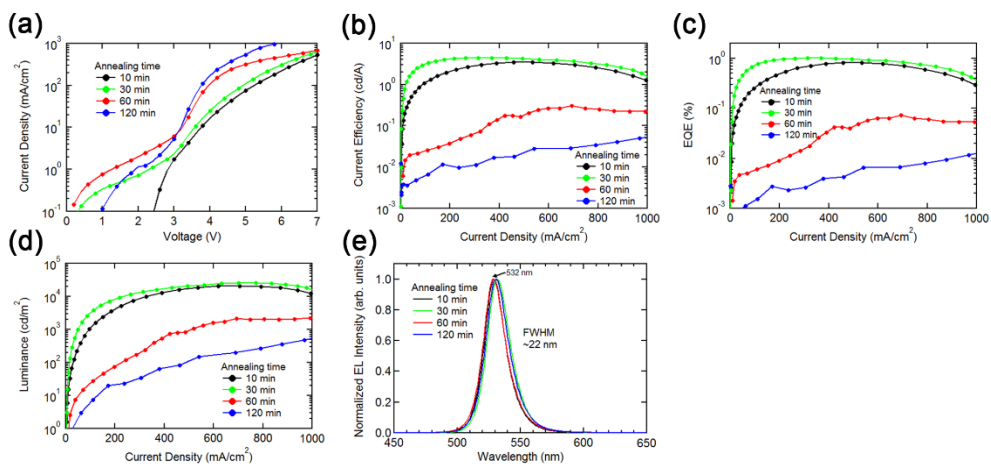 (a)
Current Density (mA/cm²)
10³
10²
10¹
10⁰
10⁻¹
Annealing time
10 min
30 min
60 min
120 min
0 1 2 3 4 5 6 7
Voltage (V)
(b)
Current Efficiency (cd/A)
10¹
10⁰
10⁻¹
10⁻²
10⁻³
Annealing time
10 min
30 min
60 min
120 min
0 200 400 600 800 1000
Current Density (mA/cm²)
(c)
EQE (%)
10⁰
10⁻¹
10⁻²
10⁻³
Annealing time
10 min
30 min
60 min
120 min
0 200 400 600 800 1000
Current Density (mA/cm²)
(d)
Luminance (cd/m²)
10⁵
10⁴
10³
10²
10¹
10⁰
Annealing time
10 min
30 min
60 min
120 min
0 200 400 600 800 1000
Current Density (mA/cm²)
(e)
Normalized EL Intensity (arb. units)
1.0
0.8
0.6
0.4
0.2
0.0
532 nm
Annealing time
10 min
30 min
60 min
120 min
FWHM
~22 nm
450 500 550 600 650
Wavelength (nm)